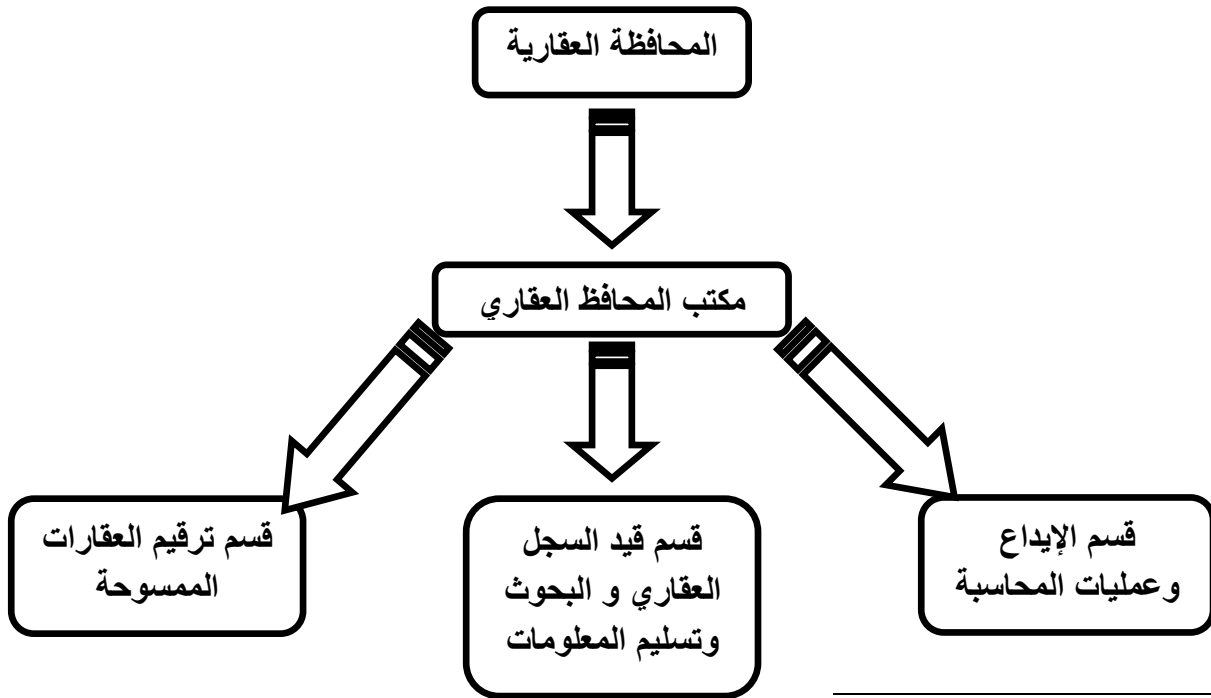 المحافظة العقارية
مكتب المحافظ العقاري
قسم الإيداع
وعمليات المحاسبة
قسم قيد السجل
العقاري و البحوث
وتسليم المعلومات
قسم ترقيم العقارات
الممسوحة